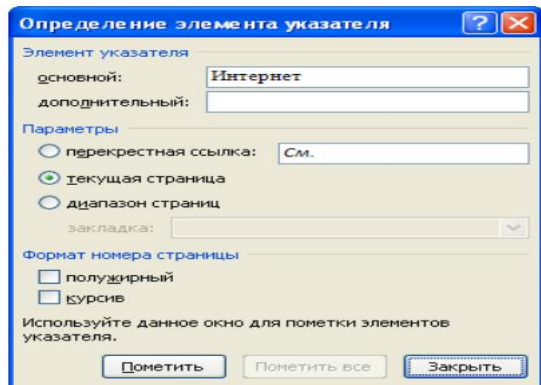 Определение элемента указателя
Элемент указателя
основной: Интернет
дополнительный:
Параметры
перекрестная ссылка: См.
текущая страница
диапазон страниц
закладка:
Формат номера страницы
полужирный
курсив
Используйте данное окно для пометки элементов
указателя.
Пометить Пометить все Закрыть